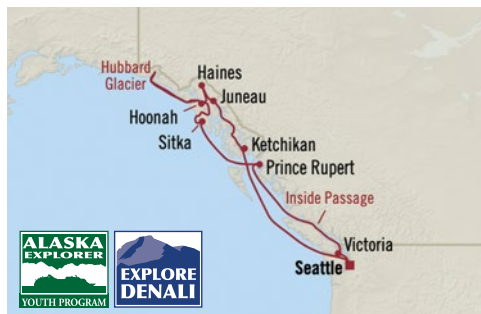 Hubbard
Glacier
Haines
Juneau
Hoonah
Sitka
Ketchikan
Prince Rupert
Inside Passage
Victoria
Seattle
ALASKA
EXPLORER
YOUTH PROGRAM
EXPLORE
DENALI